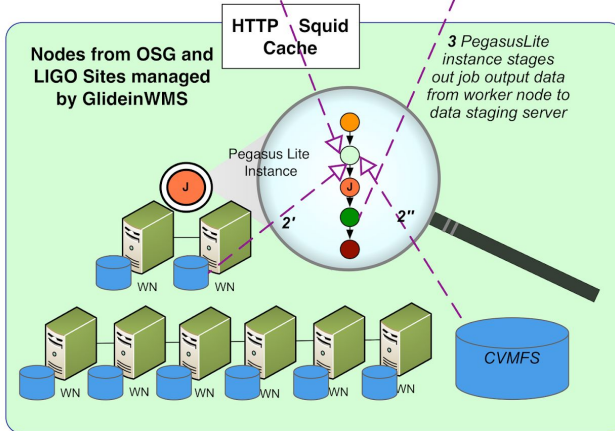 HTTP Squid
Cache
Nodes from OSG and
LIGO Sites managed
by GlideinWMS
3 PegasusLite
instance stages
out job output data
from worker node to
data staging server
Pegasus Lite
Instance
J
J
2'
2''
WN
WN
CVMFS
WN
WN
WN
WN
WN
WN